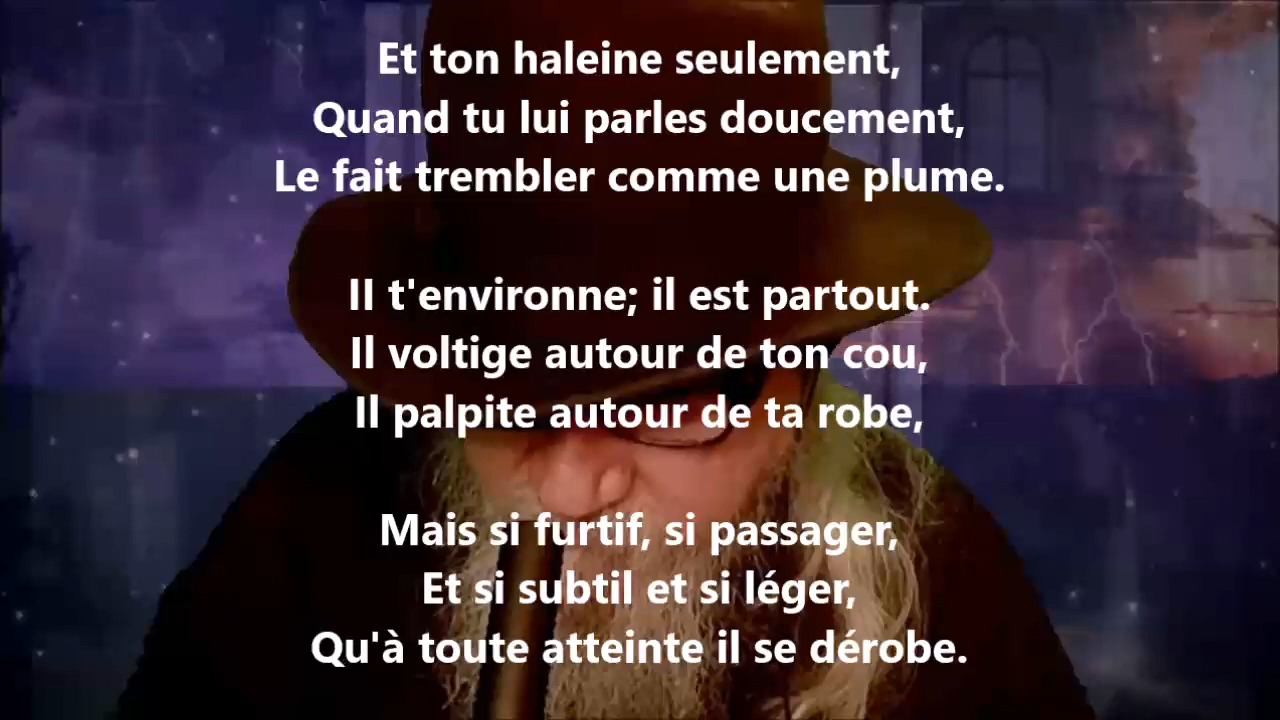 Et ton haleine seulement,
Quand tu lui parles doucement,
Le fait trembler comme une plume.
Il t'environne; il est partout.
Il voltige autour de ton cou,
Il palpite autour de ta robe,
Mais si furtif, si passager,
Et si subtil et si léger,
Qu'à toute atteinte il se dérobe.